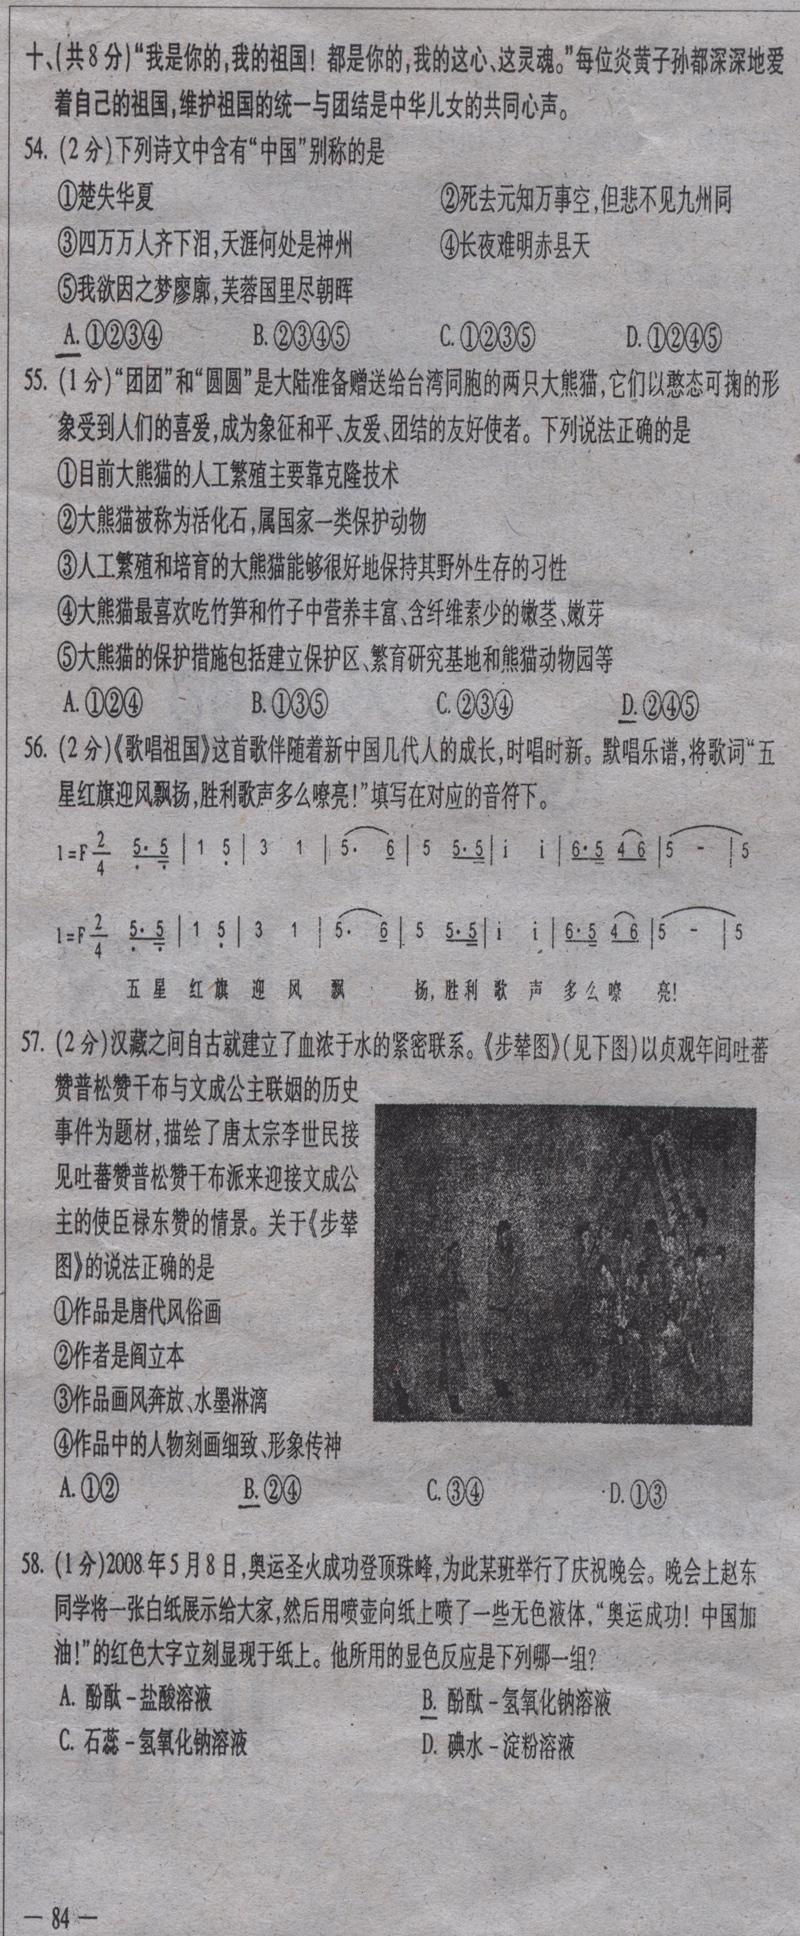 十、(共8分)“我是你的,我的祖国！都是你的,我的这心、这灵魂。”每位炎黄子孙都深深地爱
着自己的祖国,维护祖国的统一与团结是中华儿女的共同心声。
54. (2分)下列诗文中含有“中国”别称的是
①楚失华夏 ②死去元知万事空,但悲不见九州同
③四万万人齐下泪,天涯何处是神州 ④长夜难明赤县天
⑤我欲因之梦廖廓,芙蓉国里尽朝晖
A. ①②③④ B. ②③④⑤ C. ①②③⑤ D. ①②④⑤
55. (1分)“团团”和“圆圆”是大陆准备赠送给台湾同胞的两只大熊猫,它们以憨态可掬的形
象受到人们的喜爱,成为象征和平、友爱、团结的友好使者。下列说法正确的是
①目前大熊猫的人工繁殖主要靠克隆技术
②大熊猫被称为活化石,属国家一类保护动物
③人工繁殖和培育的大熊猫能够很好地保持其野外生存的习性
④大熊猫最喜欢吃竹笋和竹子中营养丰富、含纤维素少的嫩茎、嫩芽
⑤大熊猫的保护措施包括建立保护区、繁育研究基地和熊猫动物园等
A. ①②④ B. ①③⑤ C. ②③④ D. ②④⑤
56. (2分)《歌唱祖国》这首歌伴随着新中国几代人的成长,时唱时新。默唱乐谱,将歌词“五
星红旗迎风飘扬,胜利歌声多么嘹亮!”填写在对应的音符下。
1=F 2/4 5· 5 | 1 5 | 3 1 | 5· 6 | 5 5·5 | i i | 6·5 4 6 | 5 - | 5
1=F 2/4 5· 5 | 1 5 | 3 1 | 5· 6 | 5 5·5 | i i | 6·5 4 6 | 5 - | 5
五 星 红 旗 迎 风 飘 扬, 胜 利 歌 声 多 么 嘹 亮!
57. (2分)汉藏之间自古就建立了血浓于水的紧密联系。《步辇图》(见下图)以贞观年间吐蕃
赞普松赞干布与文成公主联姻的历史
事件为题材,描绘了唐太宗李世民接
见吐蕃赞普松赞干布派来迎接文成公
主的使臣禄东赞的情景。关于《步辇
图》的说法正确的是
①作品是唐代风俗画
②作者是阎立本
③作品画风奔放、水墨淋漓
④作品中的人物刻画细致、形象传神
A. ①② B. ②④ C. ③④ D. ①③
58. (1分)2008年5月8日,奥运圣火成功登顶珠峰,为此某班举行了庆祝晚会。晚会上赵东
同学将一张白纸展示给大家,然后用喷壶向纸上喷了一些无色液体,“奥运成功！中国加
油!”的红色大字立刻显现于纸上。他所用的显色反应是下列哪一组?
A. 酚酞－盐酸溶液 B. 酚酞－氢氧化钠溶液
C. 石蕊－氢氧化钠溶液 D. 碘水－淀粉溶液
— 84 —